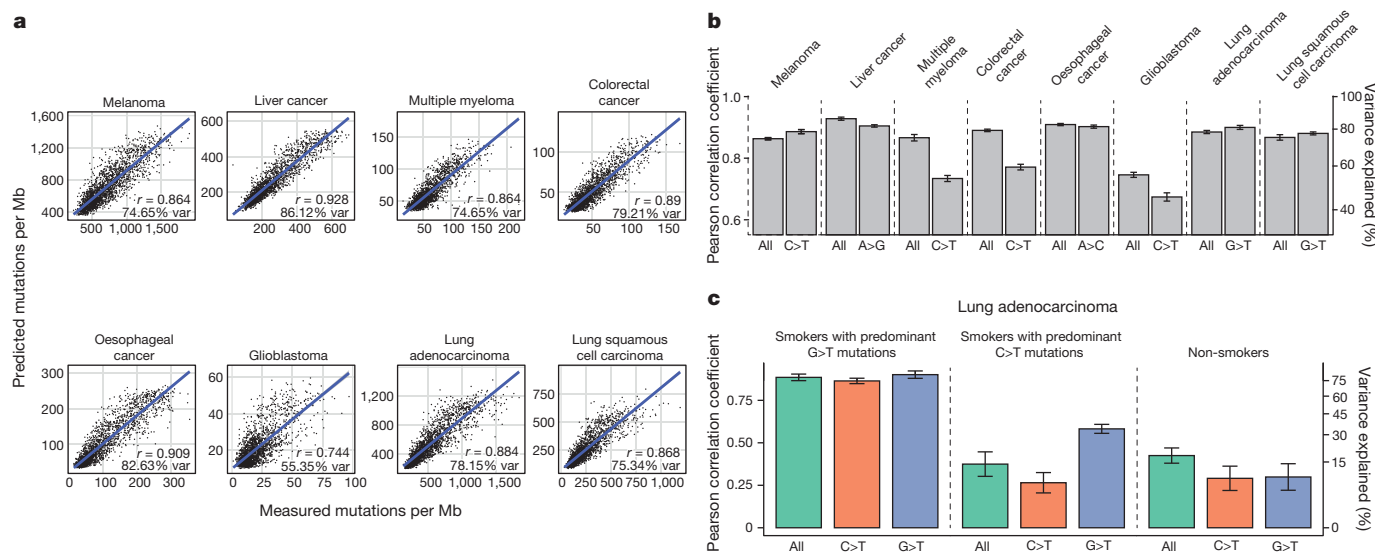 a
Predicted mutations per Mb
Melanoma
1,600
1,200
800
400
500
1,000
1,500
r = 0.864
74.65% var
Liver cancer
600
400
200
200
400
600
r = 0.928
86.12% var
Multiple myeloma
150
100
50
50
100
150
200
r = 0.864
74.65% var
Colorectal
cancer
100
50
50
100
150
r = 0.89
79.21% var
Oesophageal
cancer
300
200
100
0
100
200
300
r = 0.909
82.63% var
Glioblastoma
60
40
20
0
25
50
75
100
r = 0.744
55.35% var
Lung
adenocarcinoma
1,200
800
400
500
1,000
1,500
r = 0.884
78.15% var
Lung squamous
cell carcinoma
750
500
250
0
250
500
750
1,000
r = 0.868
75.34% var
Measured mutations per Mb
b
Pearson correlation coefficient
1.0
0.8
0.6
Melanoma
Liver cancer
Multiple
myeloma
Colorectal
cancer
Oesophageal
cancer
Glioblastoma
Lung
adenocarcinoma
Lung squamous
cell carcinoma
All C>T All A>G All C>T All C>T All A>C All C>T All G>T All G>T
100
80
60
40
Variance explained (%)
c
Lung adenocarcinoma
Pearson correlation coefficient
0.75
0.50
0.25
0
Smokers with predominant
G>T mutations
Smokers with predominant
C>T mutations
Non-smokers
All C>T G>T All C>T G>T All C>T G>T
75
60
45
30
15
0
Variance explained (%)